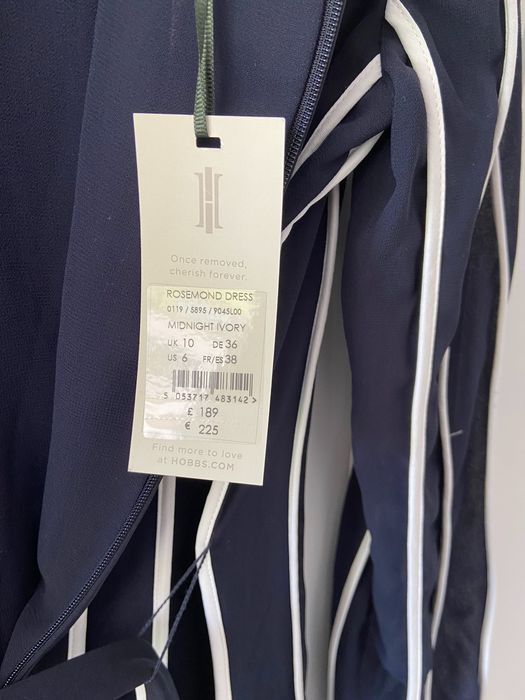 Once removed,
cherish forever.
ROSEMOND DRESS
0119 / 5895 / 9045L00
MIDNIGHT IVORY
UK 10 DE 36
US 6 FR/ES 38
5 053717 483142 >
£ 189
€ 225
Find more to love
at HOBBS.COM